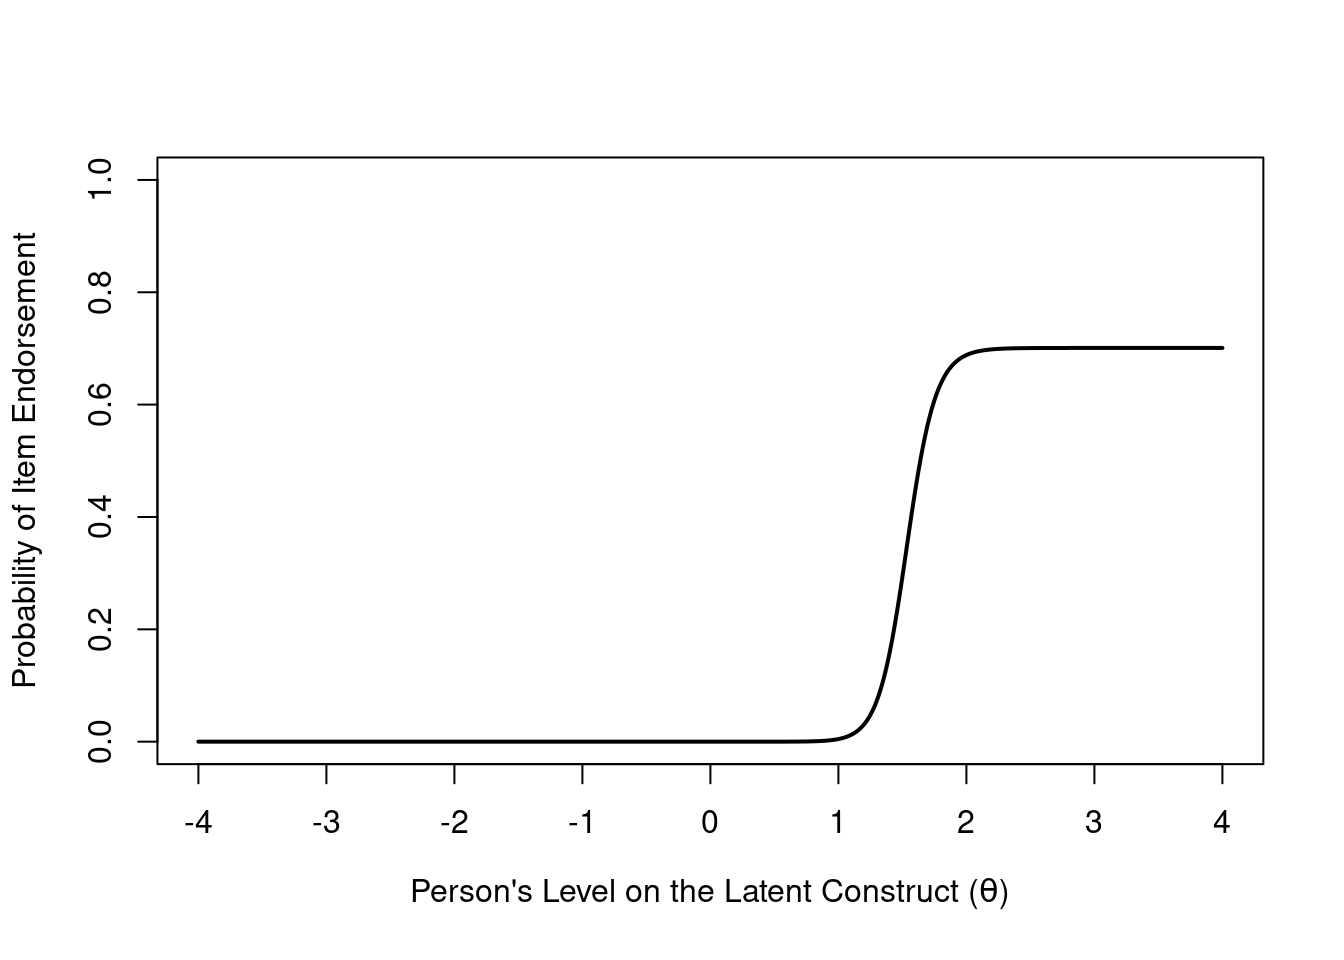 Probability of Item Endorsement
1.0
0.8
0.6
0.4
0.2
0.0
-4 -3 -2 -1 0 1 2 3 4
Person's Level on the Latent Construct (θ)